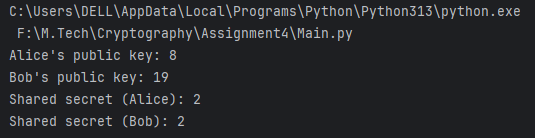 C:\Users\DELL\AppData\Local\Programs\Python\Python313\python.exe
F:\M.Tech\Cryptography\Assignment4\Main.py
Alice's public key: 8
Bob's public key: 19
Shared secret (Alice): 2
Shared secret (Bob): 2